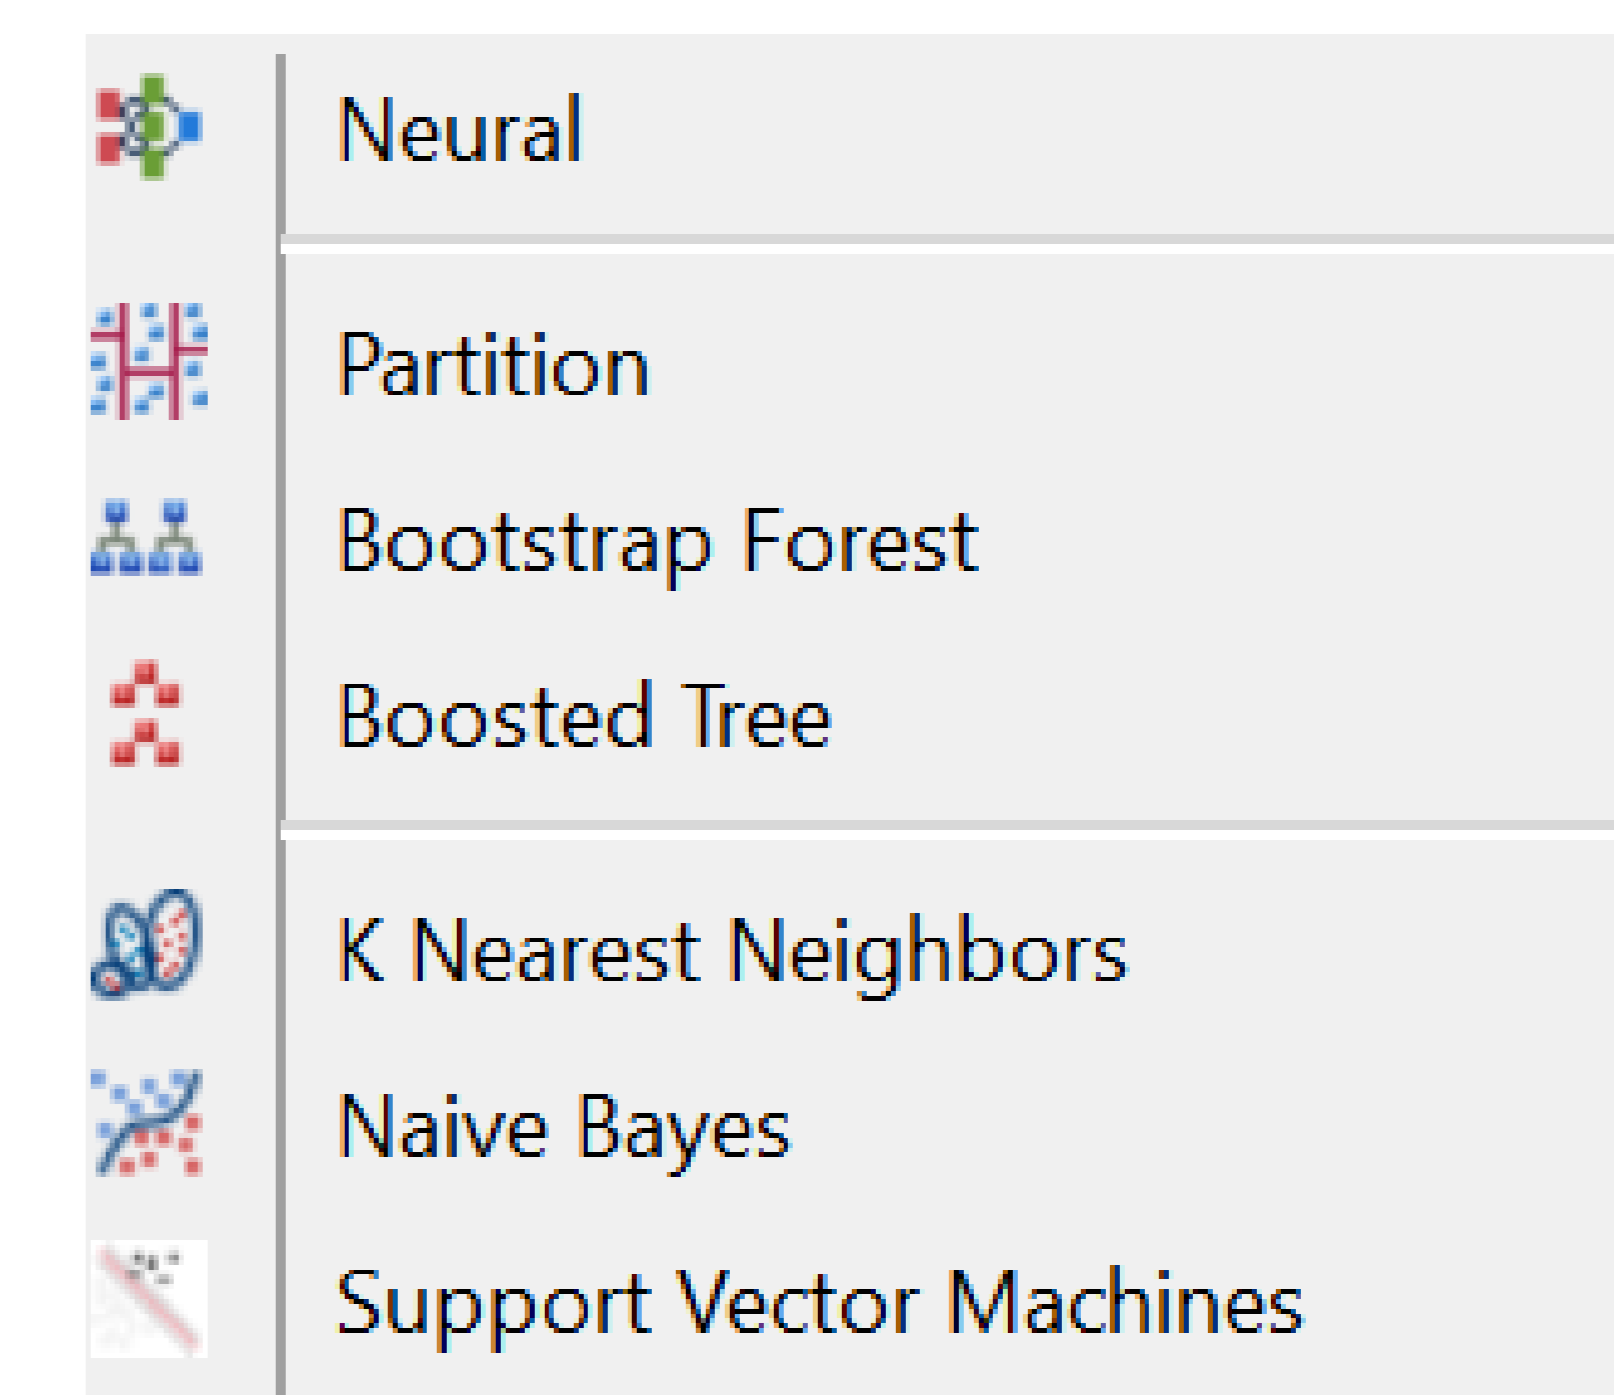 Neural
Partition
Bootstrap Forest
Boosted Tree
K Nearest Neighbors
Naive Bayes
Support Vector Machines